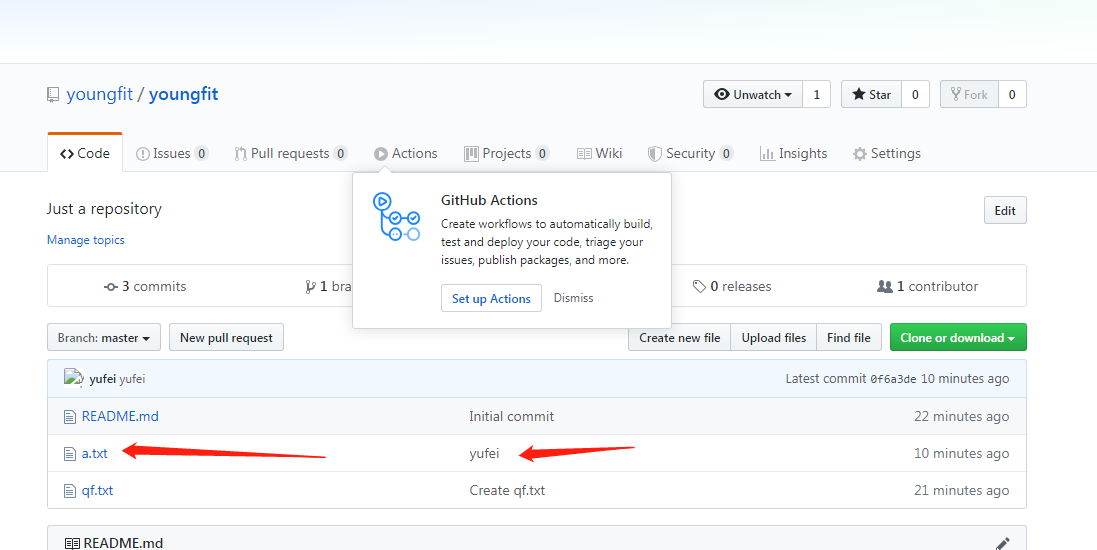 youngfit / youngfit
Unwatch 1 Star 0 Fork 0
Code Issues 0 Pull requests 0 Actions Projects 0 Wiki Security 0 Insights Settings
Just a repository
Edit
Manage topics
GitHub Actions
Create workflows to automatically build,
test and deploy your code, triage your
issues, publish packages, and more.
Set up Actions Dismiss
3 commits 1 bra 0 releases 1 contributor
Branch: master New pull request Create new file Upload files Find file Clone or download
yufei yufei Latest commit 0f6a3de 10 minutes ago
README.md Initial commit 22 minutes ago
a.txt yufei 10 minutes ago
qf.txt Create qf.txt 21 minutes ago
README.md